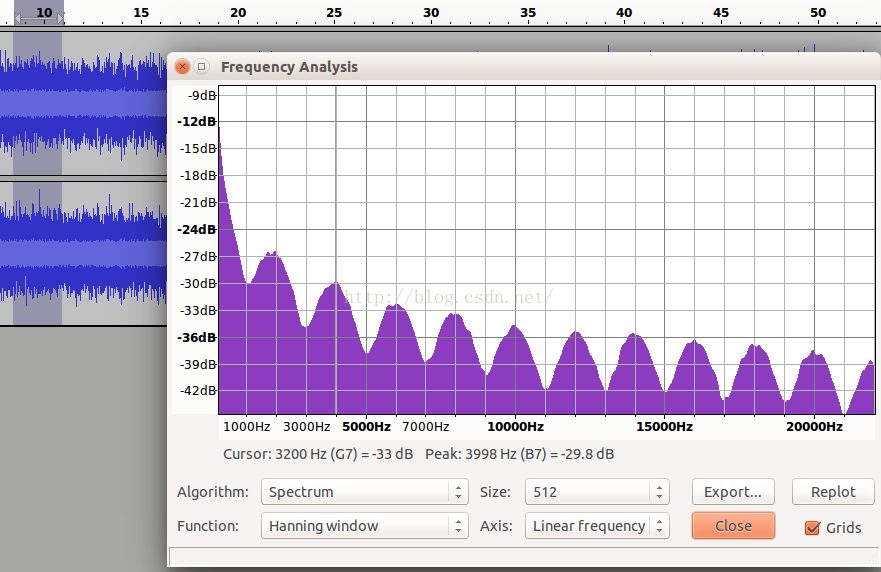 10 15 20 25 30 35 40 45 50
Frequency Analysis
-9dB
-12dB
-15dB
-18dB
-21dB
-24dB
-27dB
-30dB
http://blog.csdn.net/
-33dB
-36dB
-39dB
-42dB
1000Hz 3000Hz 5000Hz 7000Hz 10000Hz 15000Hz 20000Hz
Cursor: 3200 Hz (G7) = -33 dB Peak: 3998 Hz (B7) = -29.8 dB
Algorithm: Spectrum Size: 512 Export... Replot
Function: Hanning window Axis: Linear frequency Close Grids